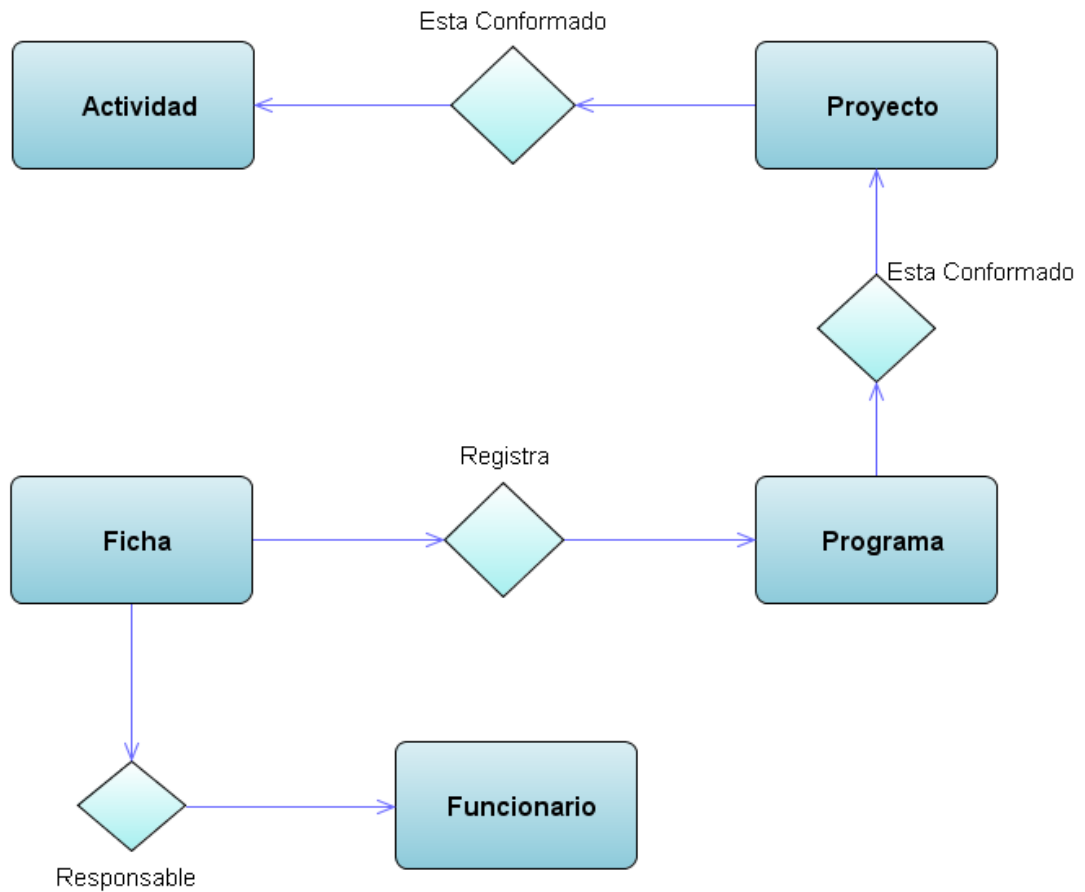 Esta Conformado
Actividad
Proyecto
Esta Conformado
Registra
Ficha
Programa
Funcionario
Responsable